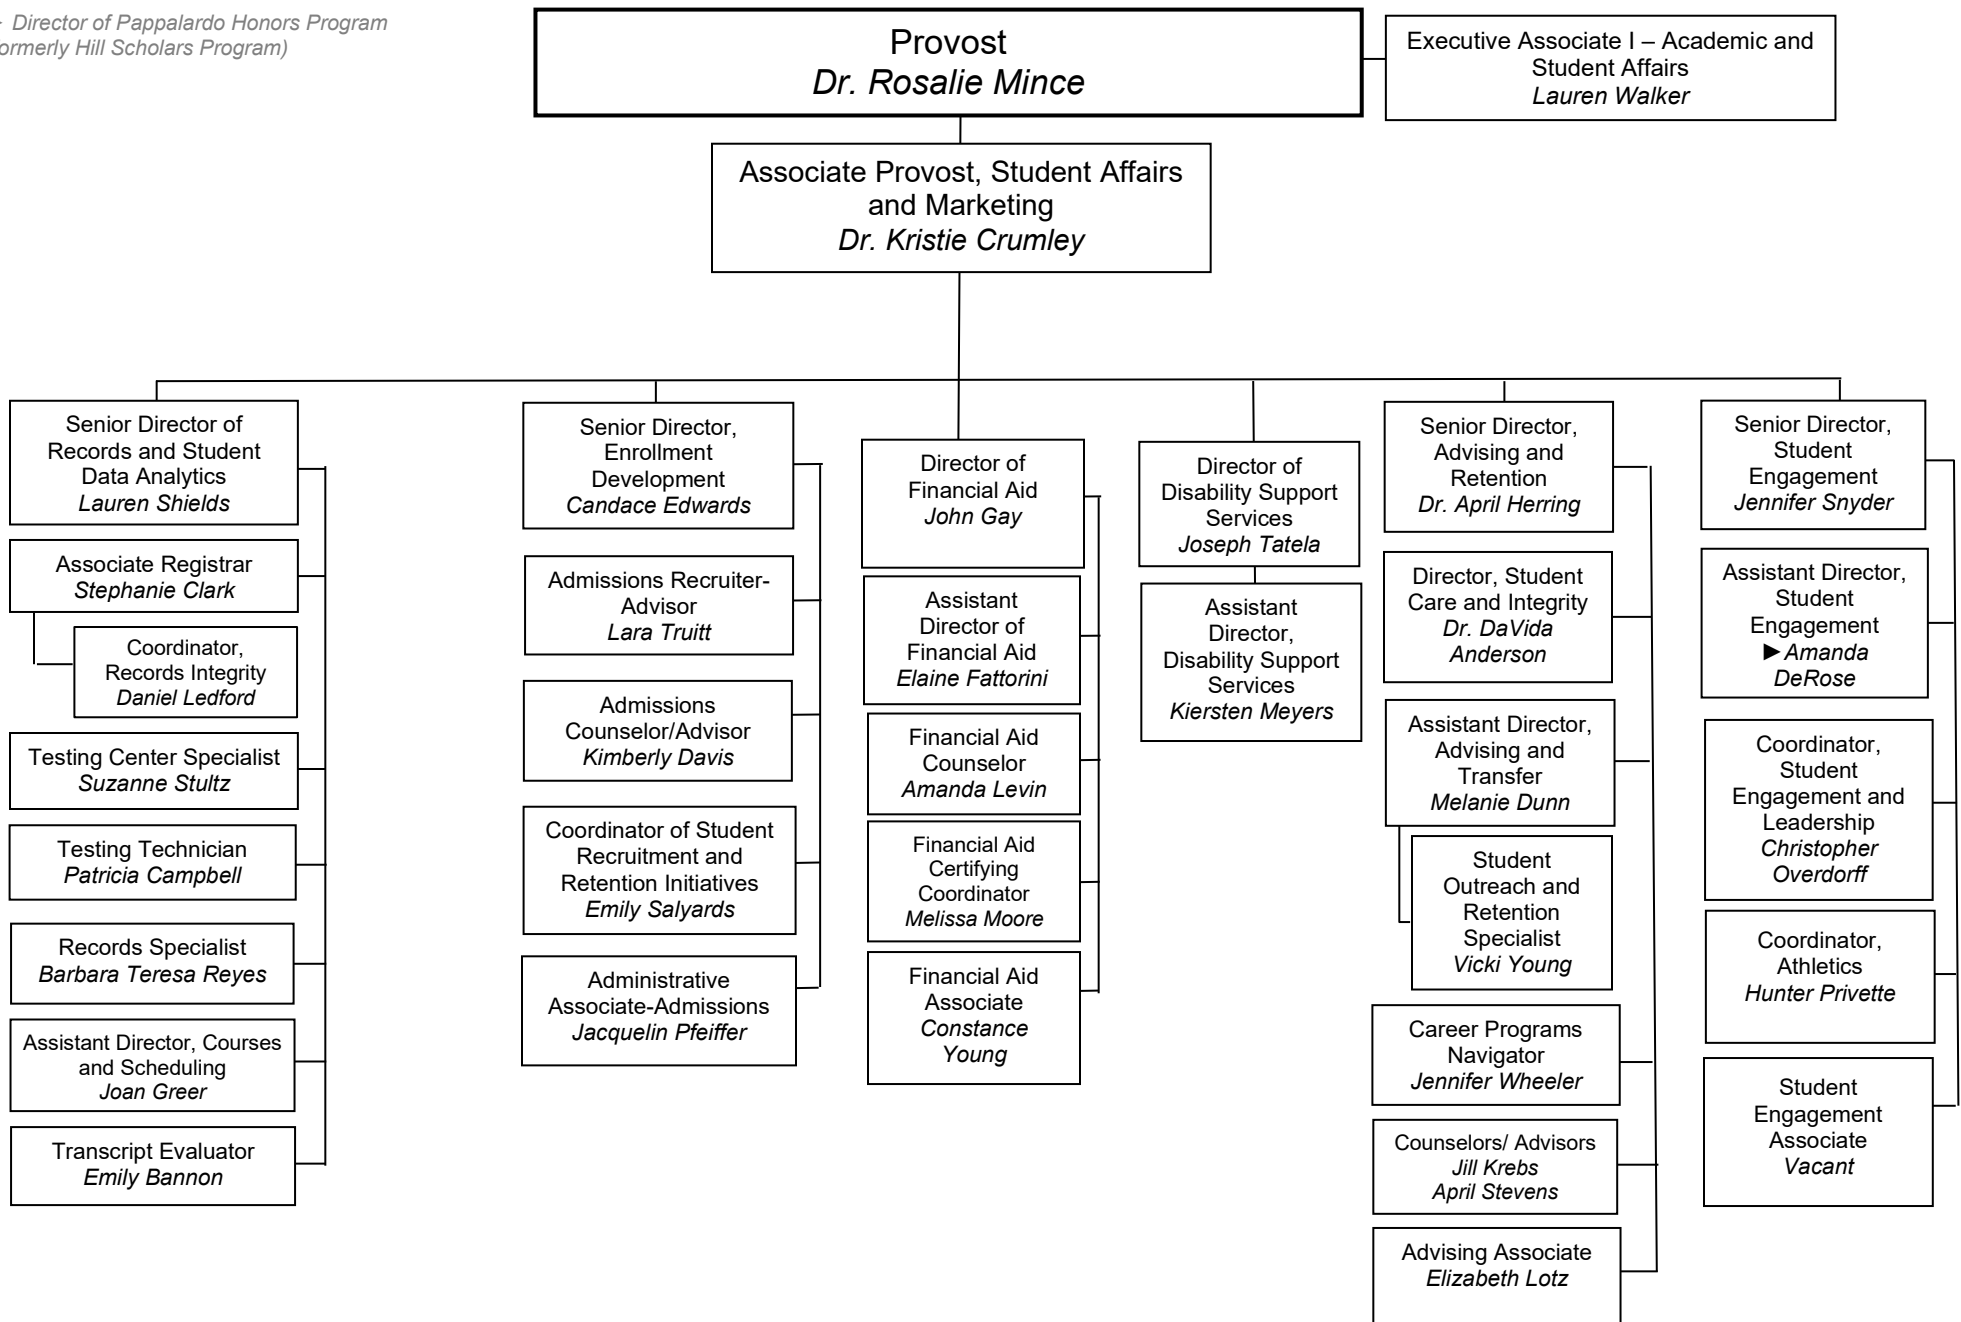 Director of Pappalardo Honors Program
ormerly Hill Scholars Program)
Provost
Dr. Rosalie Mince
Executive Associate I – Academic and
Student Affairs
Lauren Walker
Associate Provost, Student Affairs
and Marketing
Dr. Kristie Crumley
Senior Director of
Records and Student
Data Analytics
Lauren Shields
Associate Registrar
Stephanie Clark
Coordinator,
Records Integrity
Daniel Ledford
Testing Center Specialist
Suzanne Stultz
Testing Technician
Patricia Campbell
Records Specialist
Barbara Teresa Reyes
Assistant Director, Courses
and Scheduling
Joan Greer
Transcript Evaluator
Emily Bannon
Senior Director,
Enrollment
Development
Candace Edwards
Admissions Recruiter-
Advisor
Lara Truitt
Admissions
Counselor/Advisor
Kimberly Davis
Coordinator of Student
Recruitment and
Retention Initiatives
Emily Salyards
Administrative
Associate-Admissions
Jacquelin Pfeiffer
Director of
Financial Aid
John Gay
Assistant
Director of
Financial Aid
Elaine Fattorini
Financial Aid
Counselor
Amanda Levin
Financial Aid
Certifying
Coordinator
Melissa Moore
Financial Aid
Associate
Constance
Young
Director of
Disability Support
Services
Joseph Tatela
Assistant
Director,
Disability Support
Services
Kiersten Meyers
Senior Director,
Advising and
Retention
Dr. April Herring
Director, Student
Care and Integrity
Dr. DaVida
Anderson
Assistant Director,
Advising and
Transfer
Melanie Dunn
Student
Outreach and
Retention
Specialist
Vicki Young
Career Programs
Navigator
Jennifer Wheeler
Counselors/ Advisors
Jill Krebs
April Stevens
Advising Associate
Elizabeth Lotz
Senior Director,
Student
Engagement
Jennifer Snyder
Assistant Director,
Student
Engagement
►Amanda
DeRose
Coordinator,
Student
Engagement and
Leadership
Christopher
Overdorff
Coordinator,
Athletics
Hunter Privette
Student
Engagement
Associate
Vacant